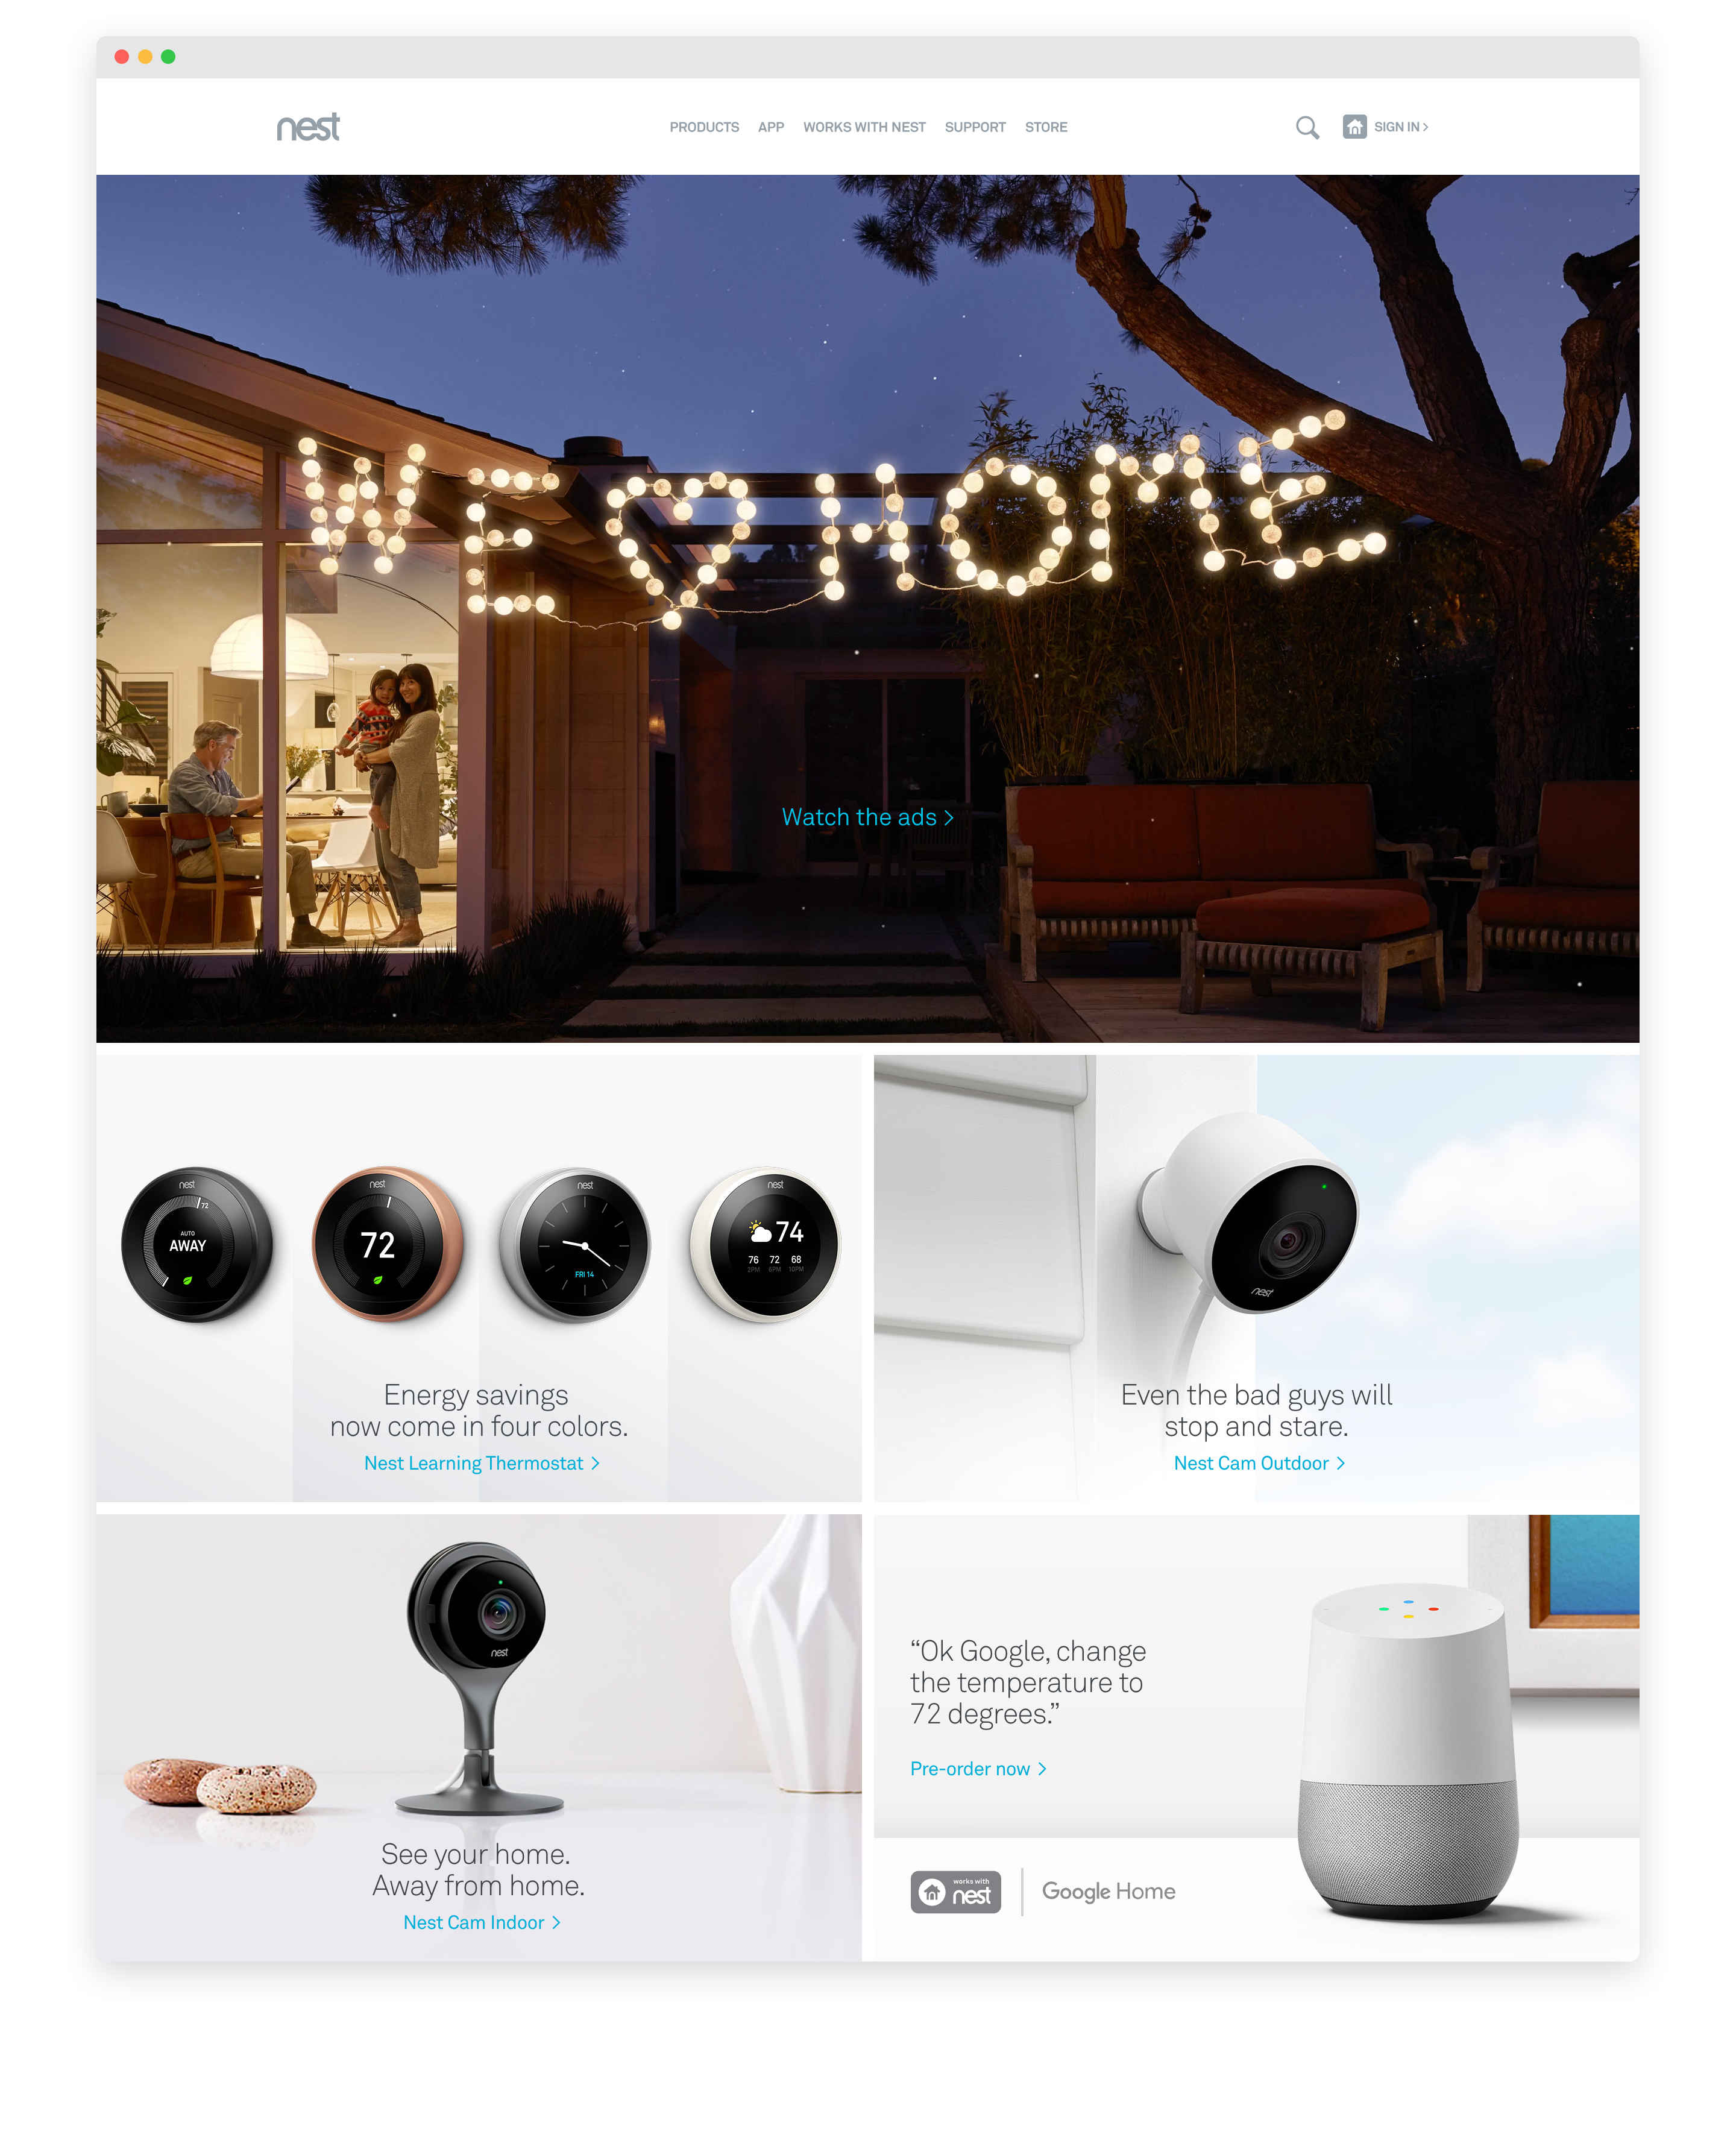 nest
PRODUCTS APP WORKS WITH NEST SUPPORT STORE
SIGN IN >
WE ♡ HOME
Watch the ads >
nest
72
AUTO
AWAY
nest
72
nest
FRI 14
nest
74
76 72 68
2PM 6PM 10PM
Energy savings
now come in four colors.
Nest Learning Thermostat >
nest
Even the bad guys will
stop and stare.
Nest Cam Outdoor >
nest
See your home.
Away from home.
Nest Cam Indoor >
“Ok Google, change
the temperature to
72 degrees.”
Pre-order now >
works with
nest
Google Home